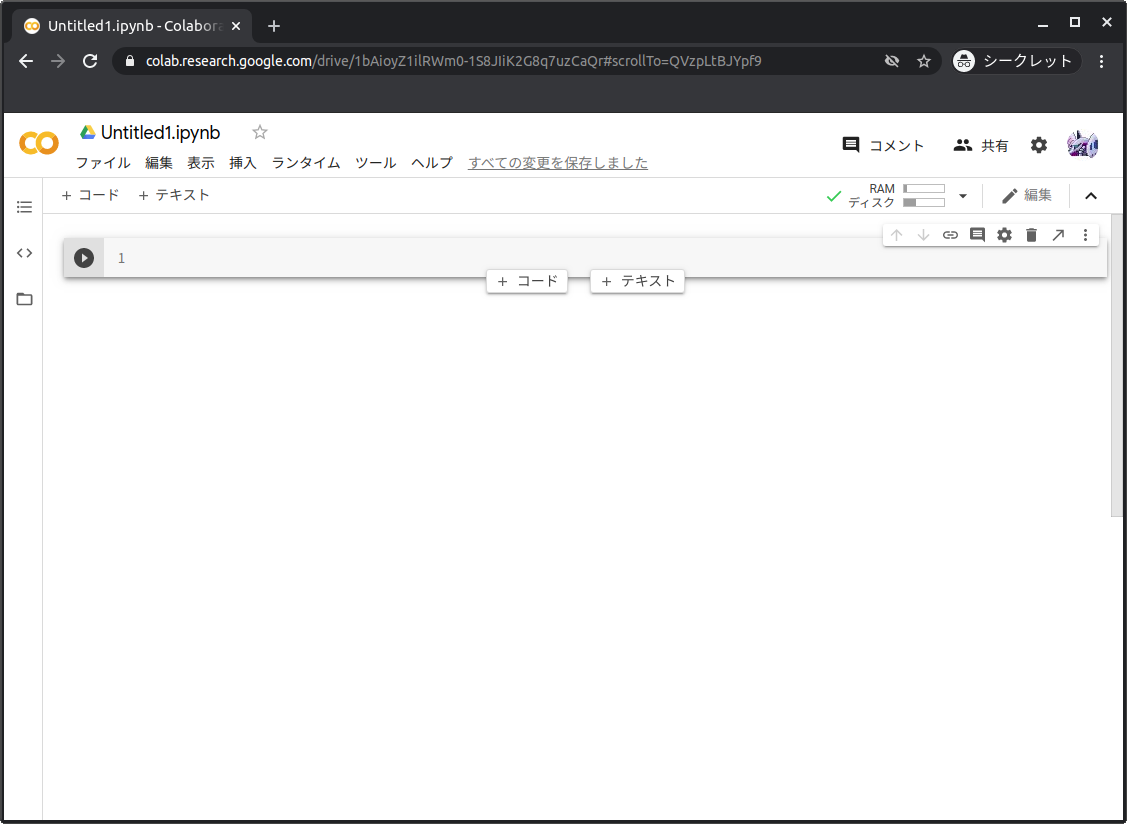 Untitled1.ipynb - Colabor
colab.research.google.com/drive/1bAioyZ1ilRWm0-1S8JIiK2G8q7uzCaQr#scrollTo=QVzpLtBJYpf9
シークレット
Untitled1.ipynb
コメント
共有
ファイル 編集 表示 挿入 ランタイム ツール ヘルプ すべての変更を保存しました
+ コード + テキスト
RAM
ディスク
編集
1
+ コード + テキスト